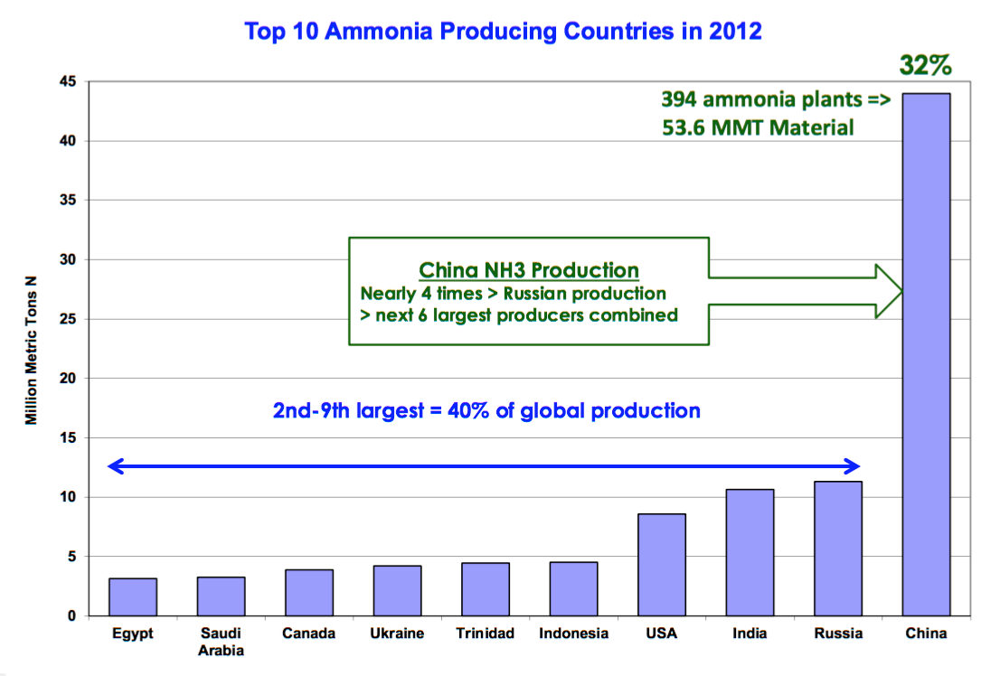 Top 10 Ammonia Producing Countries in 2012
32%
394 ammonia plants =>
53.6 MMT Material
China NH3 Production
Nearly 4 times > Russian production
> next 6 largest producers combined
2nd-9th largest = 40% of global production
Million Metric Tons N
45
40
35
30
25
20
15
10
5
0
Egypt
Saudi
Arabia
Canada
Ukraine
Trinidad
Indonesia
USA
India
Russia
China